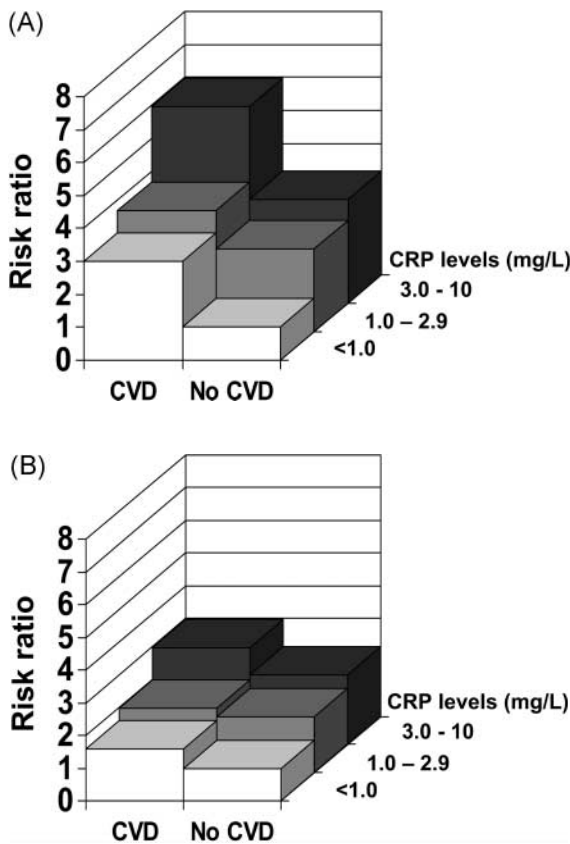 (A)
8
7
6
5
4
3
2
1
0
Risk ratio
CRP levels (mg/L)
3.0 - 10
1.0 – 2.9
<1.0
CVD No CVD
(B)
8
7
6
5
4
3
2
1
0
Risk ratio
CRP levels (mg/L)
3.0 - 10
1.0 – 2.9
<1.0
CVD No CVD